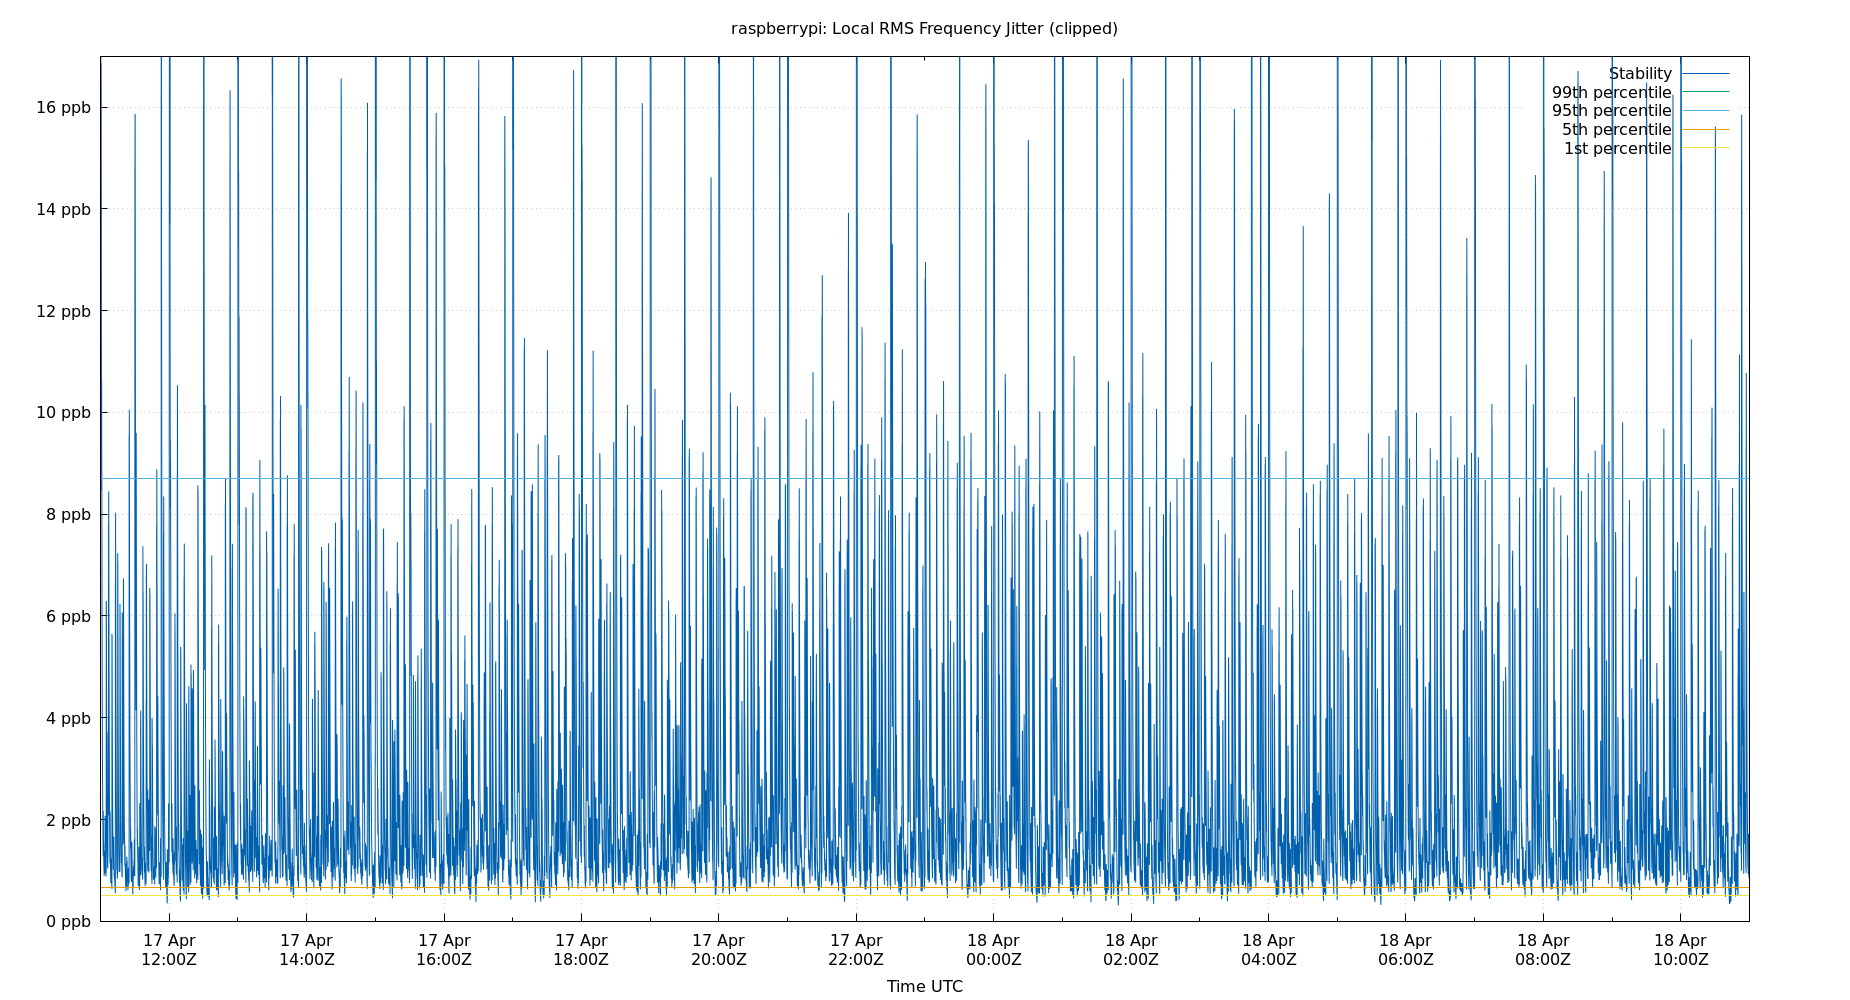 raspberrypi: Local RMS Frequency Jitter (clipped)
Stability
99th percentile
95th percentile
5th percentile
1st percentile
16 ppb
14 ppb
12 ppb
10 ppb
8 ppb
6 ppb
4 ppb
2 ppb
0 ppb
17 Apr 17 Apr 17 Apr 17 Apr 17 Apr 17 Apr 18 Apr 18 Apr 18 Apr 18 Apr 18 Apr 18 Apr
12:00Z 14:00Z 16:00Z 18:00Z 20:00Z 22:00Z 00:00Z 02:00Z 04:00Z 06:00Z 08:00Z 10:00Z
Time UTC